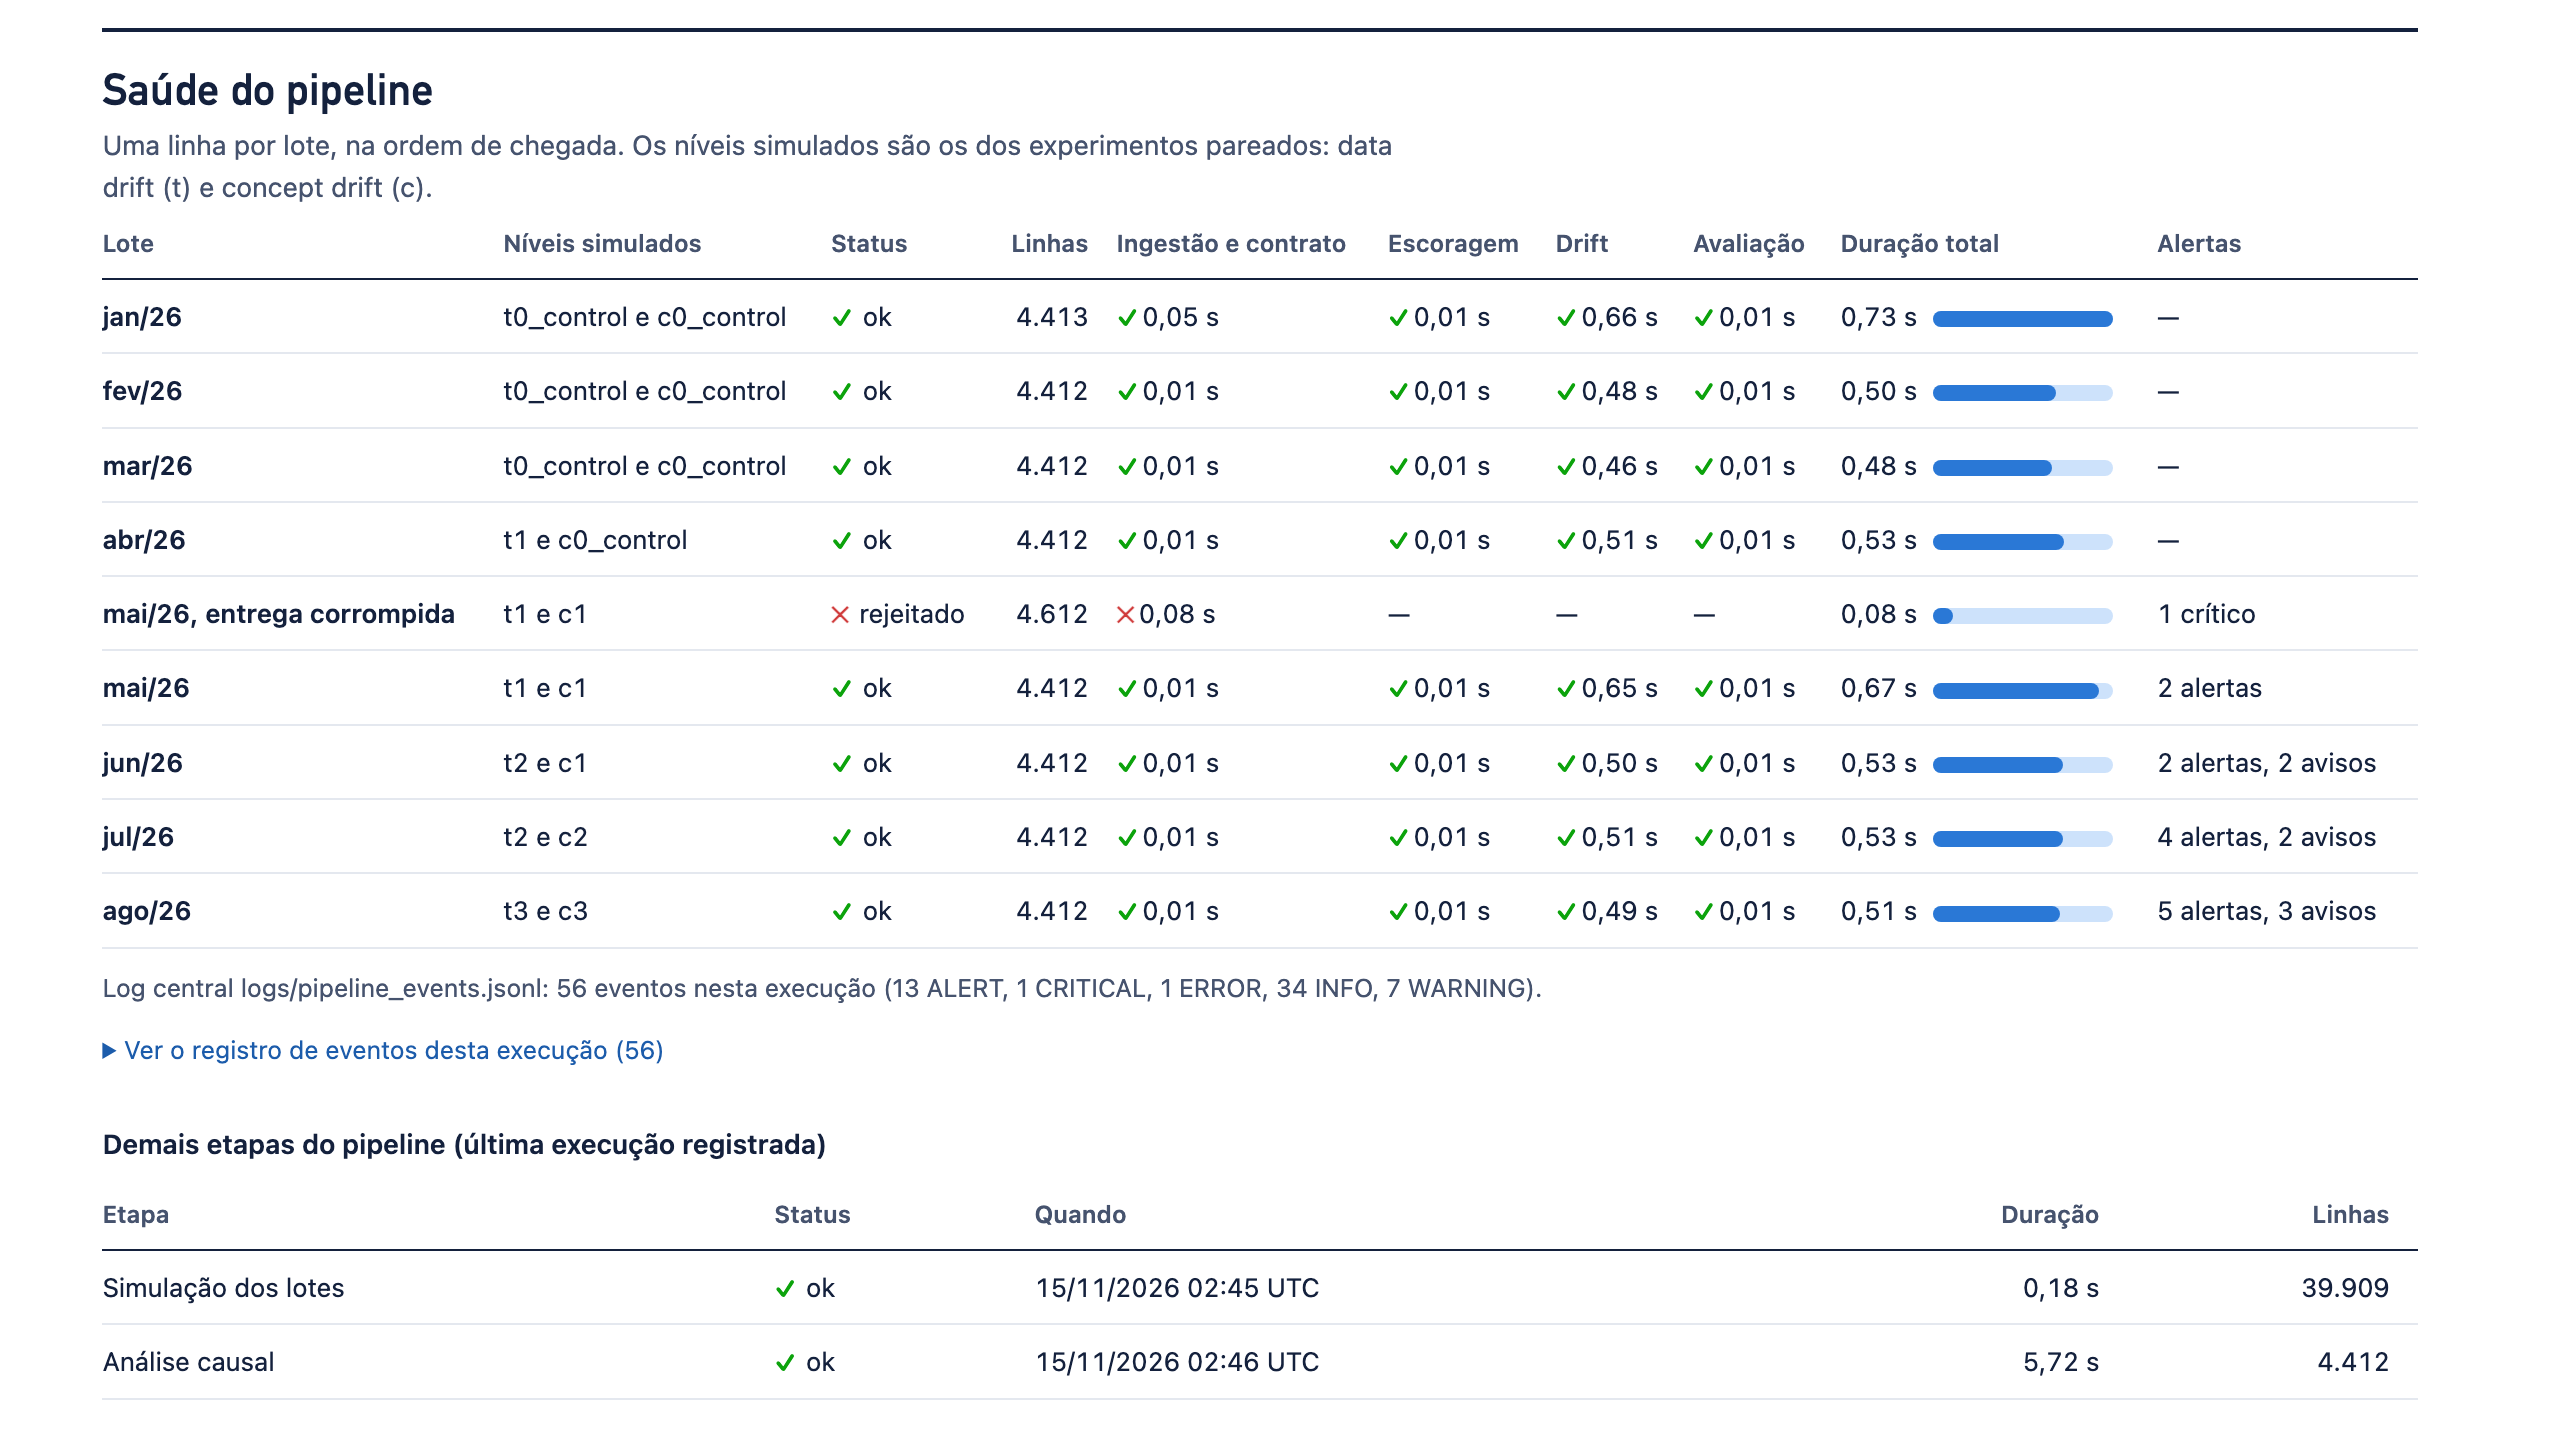 Saúde do pipeline
Uma linha por lote, na ordem de chegada. Os níveis simulados são os dos experimentos pareados: data
drift (t) e concept drift (c).
Lote Níveis simulados Status Linhas Ingestão e contrato Escoragem Drift Avaliação Duração total Alertas
jan/26 t0_control e c0_control ✓ ok 4.413 ✓ 0,05 s ✓ 0,01 s ✓ 0,66 s ✓ 0,01 s 0,73 s —
fev/26 t0_control e c0_control ✓ ok 4.412 ✓ 0,01 s ✓ 0,01 s ✓ 0,48 s ✓ 0,01 s 0,50 s —
mar/26 t0_control e c0_control ✓ ok 4.412 ✓ 0,01 s ✓ 0,01 s ✓ 0,46 s ✓ 0,01 s 0,48 s —
abr/26 t1 e c0_control ✓ ok 4.412 ✓ 0,01 s ✓ 0,01 s ✓ 0,51 s ✓ 0,01 s 0,53 s —
mai/26, entrega corrompida t1 e c1 ✕ rejeitado 4.612 ✕ 0,08 s — — — 0,08 s 1 crítico
mai/26 t1 e c1 ✓ ok 4.412 ✓ 0,01 s ✓ 0,01 s ✓ 0,65 s ✓ 0,01 s 0,67 s 2 alertas
jun/26 t2 e c1 ✓ ok 4.412 ✓ 0,01 s ✓ 0,01 s ✓ 0,50 s ✓ 0,01 s 0,53 s 2 alertas, 2 avisos
jul/26 t2 e c2 ✓ ok 4.412 ✓ 0,01 s ✓ 0,01 s ✓ 0,51 s ✓ 0,01 s 0,53 s 4 alertas, 2 avisos
ago/26 t3 e c3 ✓ ok 4.412 ✓ 0,01 s ✓ 0,01 s ✓ 0,49 s ✓ 0,01 s 0,51 s 5 alertas, 3 avisos
Log central logs/pipeline_events.jsonl: 56 eventos nesta execução (13 ALERT, 1 CRITICAL, 1 ERROR, 34 INFO, 7 WARNING).
▶ Ver o registro de eventos desta execução (56)
Demais etapas do pipeline (última execução registrada)
Etapa Status Quando Duração Linhas
Simulação dos lotes ✓ ok 15/11/2026 02:45 UTC 0,18 s 39.909
Análise causal ✓ ok 15/11/2026 02:46 UTC 5,72 s 4.412